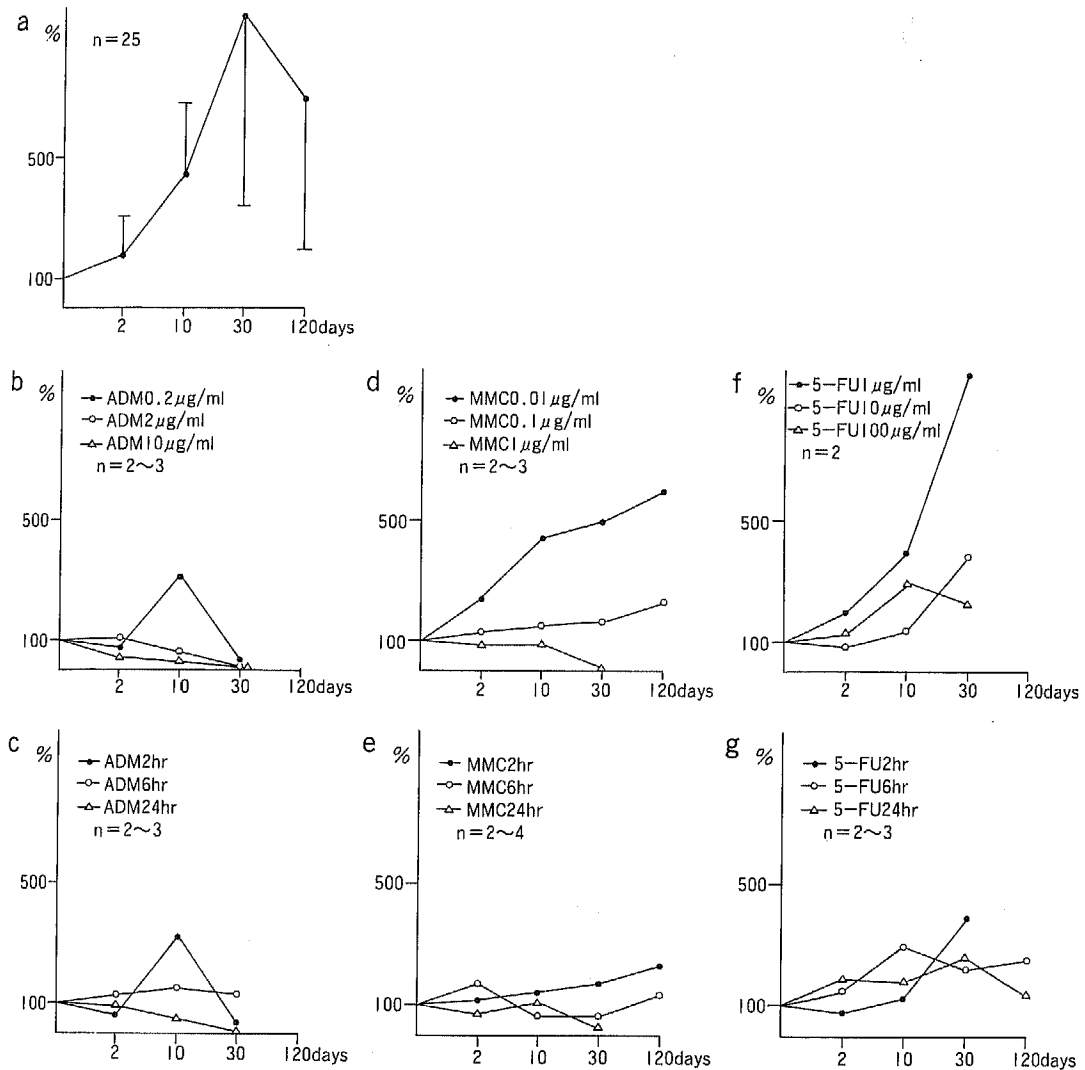 a
%
n=25
500
100
2 10 30 120days
b
%
ADM0.2μg/ml
ADM2μg/ml
ADM10μg/ml
n=2~3
500
100
2 10 30 120days
d
%
MMC0.01μg/ml
MMC0.1μg/ml
MMC1μg/ml
n=2~3
500
100
2 10 30 120days
f
%
5-FU1μg/ml
5-FU10μg/ml
5-FU100μg/ml
n=2
500
100
2 10 30 120days
c
%
ADM2hr
ADM6hr
ADM24hr
n=2~3
500
100
2 10 30 120days
e
%
MMC2hr
MMC6hr
MMC24hr
n=2~4
500
100
2 10 30 120days
g
%
5-FU2hr
5-FU6hr
5-FU24hr
n=2~3
500
100
2 10 30 120days